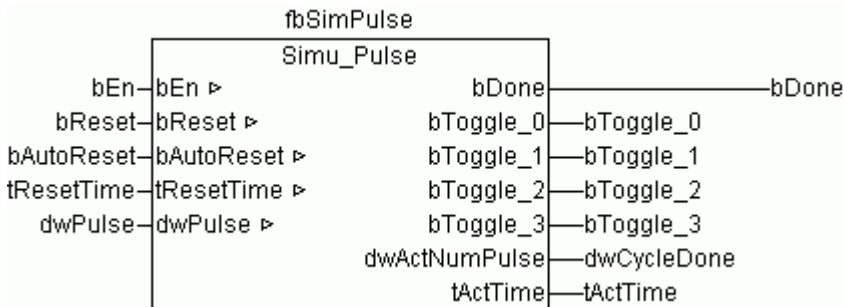 fbSimPulse
Simu_Pulse
bEn bEn ▹ bDone bDone
bReset bReset ▹ bToggle_0 bToggle_0
bAutoReset bAutoReset ▹ bToggle_1 bToggle_1
tResetTime tResetTime ▹ bToggle_2 bToggle_2
dwPulse dwPulse ▹ bToggle_3 bToggle_3
dwActNumPulse dwCycleDone
tActTime tActTime